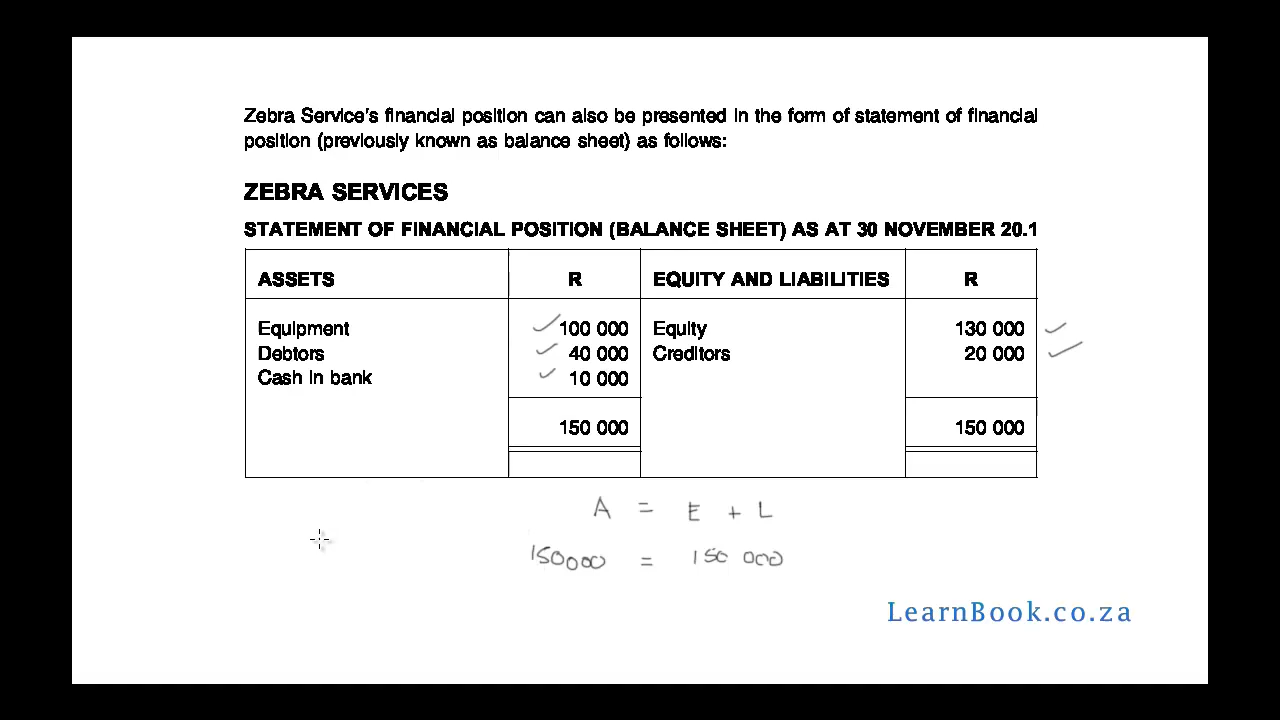 Zebra Service's financial position can also be presented in the form of statement of financial
position (previously known as balance sheet) as follows:
ZEBRA SERVICES
STATEMENT OF FINANCIAL POSITION (BALANCE SHEET) AS AT 30 NOVEMBER 20.1
ASSETS R EQUITY AND LIABILITIES R
Equipment 100 000 Equity 130 000
Debtors 40 000 Creditors 20 000
Cash in bank 10 000
150 000 150 000
A = E + L
150000 = 150 000
LearnBook.co.za